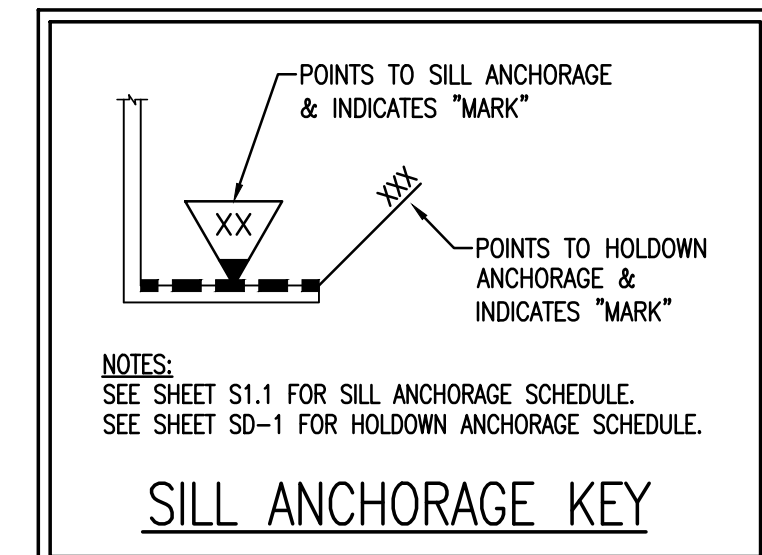 POINTS TO SILL ANCHORAGE
& INDICATES "MARK"
XX
XXX
POINTS TO HOLDOWN
ANCHORAGE &
INDICATES "MARK"
NOTES:
SEE SHEET S1.1 FOR SILL ANCHORAGE SCHEDULE.
SEE SHEET SD-1 FOR HOLDOWN ANCHORAGE SCHEDULE.
SILL ANCHORAGE KEY